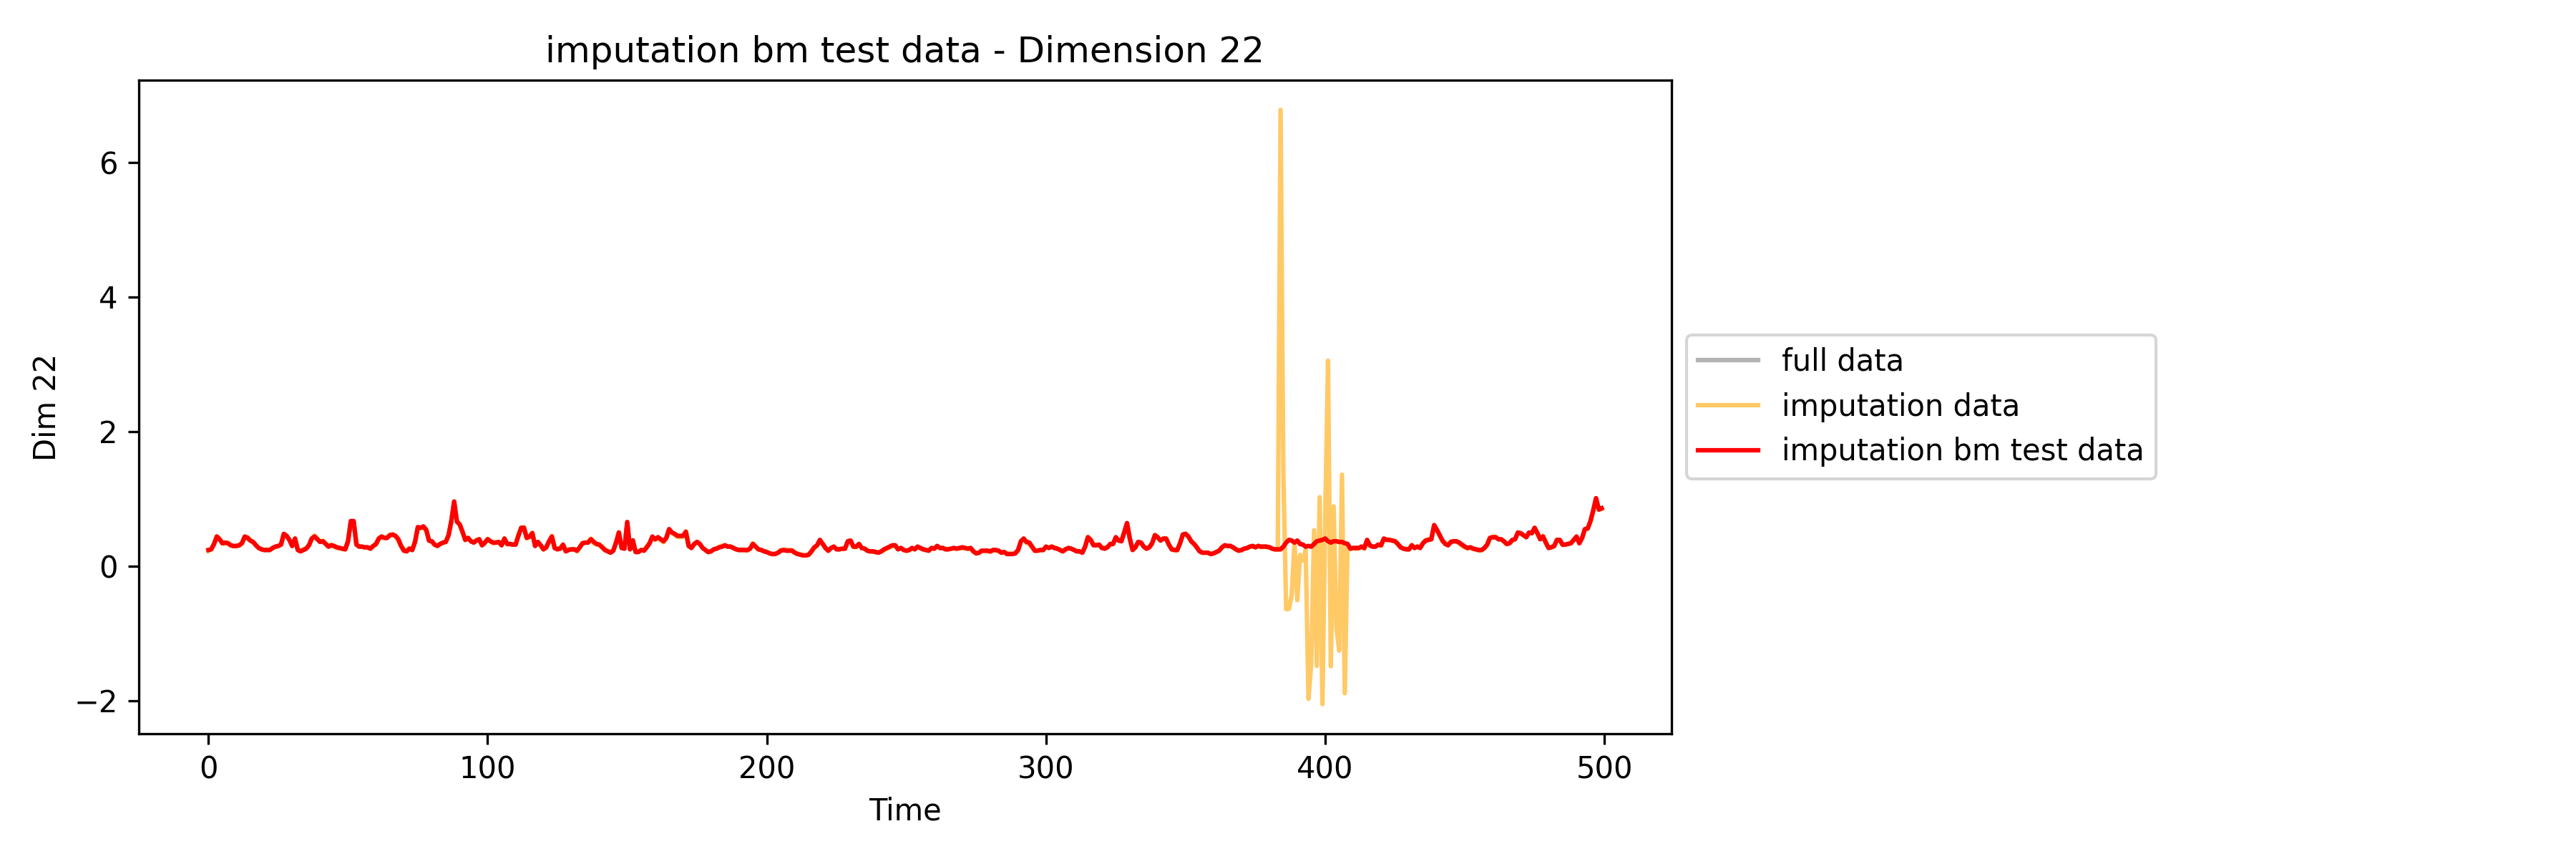 imputation bm test data - Dimension 22
6
4
2
0
−2
Dim 22
0 100 200 300 400 500
Time
full data
imputation data
imputation bm test data